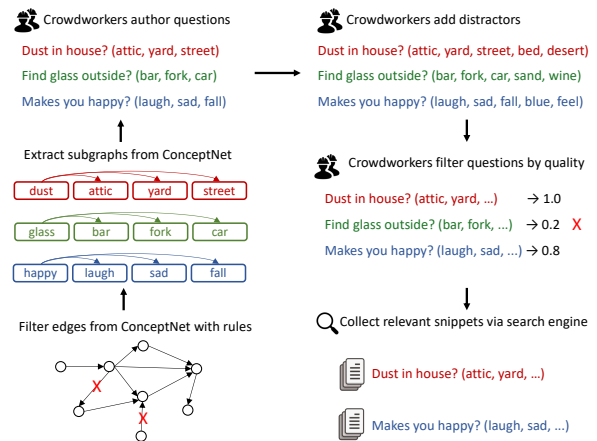 Crowdworkers author questions
Dust in house? (attic, yard, street)
Find glass outside? (bar, fork, car)
Makes you happy? (laugh, sad, fall)
Extract subgraphs from ConceptNet
dust attic yard street
glass bar fork car
happy laugh sad fall
Filter edges from ConceptNet with rules
X
X
Crowdworkers add distractors
Dust in house? (attic, yard, street, bed, desert)
Find glass outside? (bar, fork, car, sand, wine)
Makes you happy? (laugh, sad, fall, blue, feel)
Crowdworkers filter questions by quality
Dust in house? (attic, yard, …) → 1.0
Find glass outside? (bar, fork, ...) → 0.2 X
Makes you happy? (laugh, sad, ...) → 0.8
Collect relevant snippets via search engine
Dust in house? (attic, yard, …)
Makes you happy? (laugh, sad, ...)